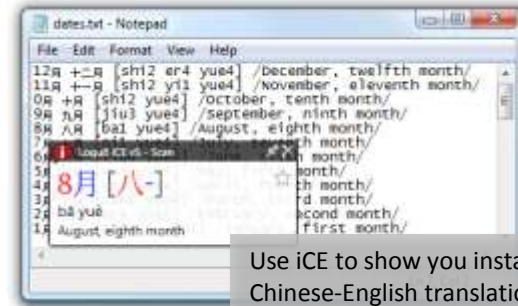 dates.txt - Notepad
File Edit Format View Help
12月 十二月 [shi2 er4 yue4] /December, twelfth month/
11月 十一月 [shi2 yi1 yue4] /November, eleventh month/
0月 十月 [shi2 yue4] /October, tenth month/
9月 九月 [jiu3 yue4] /September, ninth month/
8月 八月 [ba1 yue4] /August, eighth month/
month/
h month/
month/
th month/
rd month/
econd month/
first month/
Loqu8 iCE v5 - Scan
8月 [八-]
bā yuè
August, eighth month
Use iCE to show you insta
Chinese-English translatio